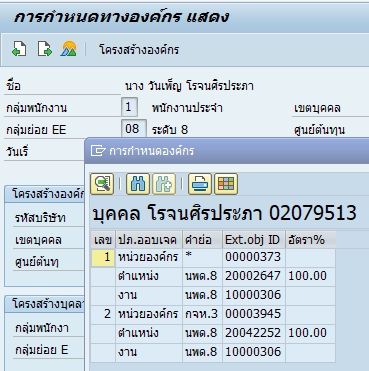 การกำหนดทางองค์กร แสดง
โครงสร้างองค์กร
ชื่อ นาง วันเพ็ญ โรจนศิรประภา
กลุ่มพนักงาน 1 พนักงานประจำ เขตบุคคล
กลุ่มย่อย EE 08 ระดับ 8 ศูนย์ต้นทุน
วันเริ่
การกำหนดองค์กร
โครงสร้างองค์ก
รหัสบริษัท
เขตบุคคล
ศูนย์ต้นทุ
โครงสร้างบุคลา
กลุ่มพนักงา
กลุ่มย่อย E
บุคคล โรจนศิรประภา 02079513
เลข ปภ.ออบเจค คำย่อ Ext.obj ID อัตรา%
1 หน่วยองค์กร * 00000373
ตำแหน่ง นพด.8 20002647 100.00
งาน นพด.8 10000306
2 หน่วยองค์กร กจห.3 00003945
ตำแหน่ง นพด.8 20042252 100.00
งาน นพด.8 10000306